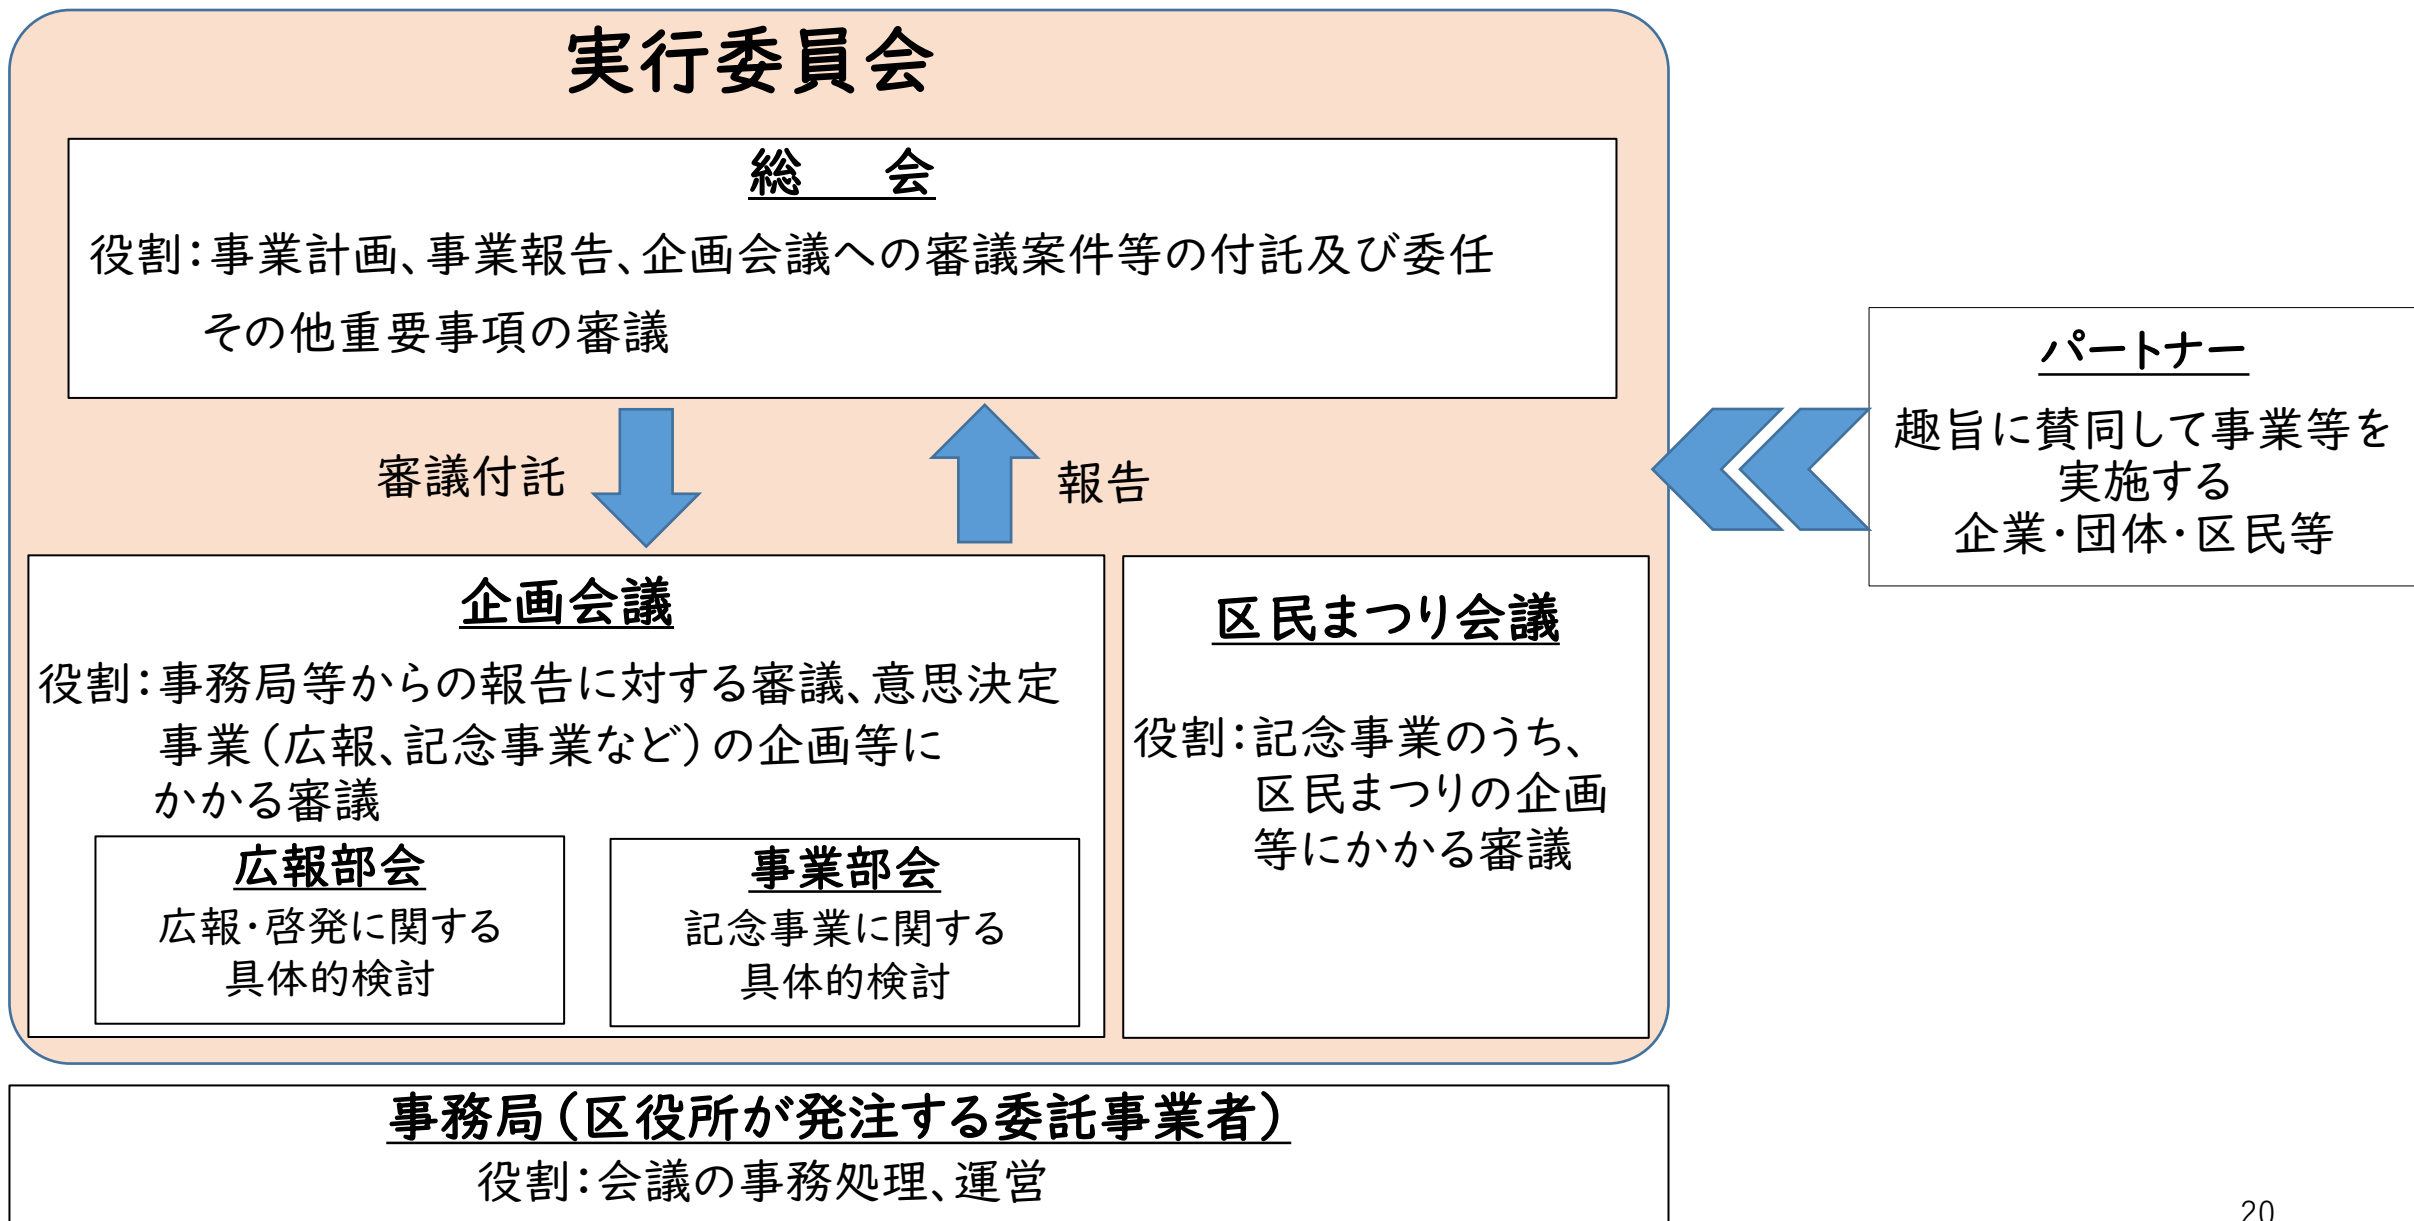 実行委員会
総　会
役割：事業計画、事業報告、企画会議への審議案件等の付託及び委任
その他重要事項の審議
審議付託
報告
企画会議
役割：事務局等からの報告に対する審議、意思決定
事業（広報、記念事業など）の企画等に
かかる審議
広報部会
広報・啓発に関する
具体的検討
事業部会
記念事業に関する
具体的検討
区民まつり会議
役割：記念事業のうち、
区民まつりの企画
等にかかる審議
パートナー
趣旨に賛同して事業等を
実施する
企業・団体・区民等
事務局（区役所が発注する委託事業者）
役割：会議の事務処理、運営
20